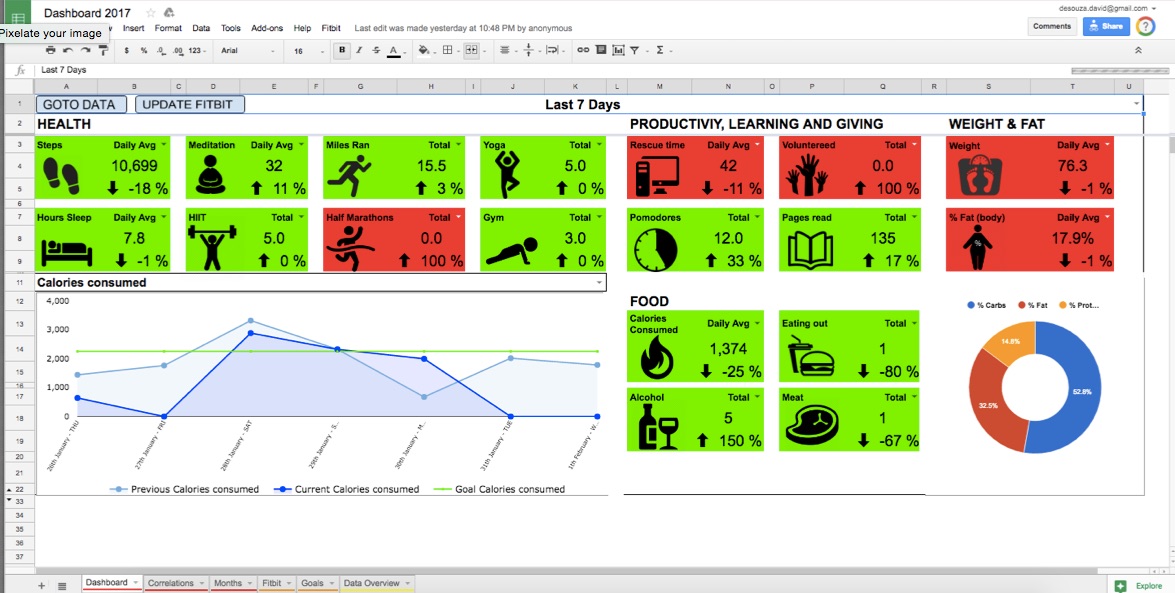 Dashboard 2017
desouza.david@gmail.com
Pixelate your image
Insert Format Data Tools Add-ons Help Fitbit Last edit was made yesterday at 10:48 PM by anonymous
Comments Share
$ % .0 .00 123 Arial 16 B I S A Σ
fx Last 7 Days
A B C D E F G H I J K L M N O P Q R S T U
1 GOTO DATA UPDATE FITBIT Last 7 Days
2 HEALTH PRODUCTIVIY, LEARNING AND GIVING WEIGHT & FAT
3 Steps Daily Avg Meditation Daily Avg Miles Ran Total Yoga Total Rescue time Daily Avg Volunteered Total Weight Daily Avg
4 10,699 32 15.5 5.0 42 0.0 76.3
5 -18 % 11 % 3 % 0 % -11 % 100 % -1 %
6
7 Hours Sleep Daily Avg HIIT Total Half Marathons Total Gym Total Pomodores Total Pages read Total % Fat (body) Daily Avg
8 7.8 5.0 0.0 3.0 12.0 135 % 17.9%
9 -1 % 0 % 100 % 0 % 33 % 17 % -1 %
11 Calories consumed
12 4,000 FOOD % Carbs % Fat % Prot...
13 3,000 Calories Consumed Daily Avg Eating out Total
14 2,000 1,374 1 14.8%
15 1,000 -25 % -80 % 52.8%
16
17 0 Alcohol Total Meat Total 32.5%
18 5 1
19 150 % -67 %
20
21 26th January - THU 27th January - FRI 28th January - SAT 29th January - S... 30th January - M... 31th January - TUE 1th February - W...
22 Previous Calories consumed Current Calories consumed Goal Calories consumed
33
34
35
36
37
Dashboard Correlations Months Fitbit Goals Data Overview Explore